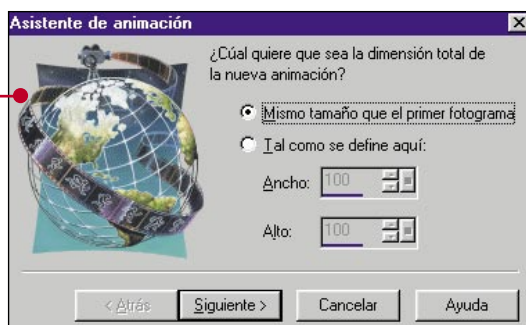 Asistente de animación
¿Cúal quiere que sea la dimensión total de
la nueva animación?
Mismo tamaño que el primer fotograma
Tal como se define aquí:
Ancho: 100
Alto: 100
< Atrás Siguiente > Cancelar Ayuda